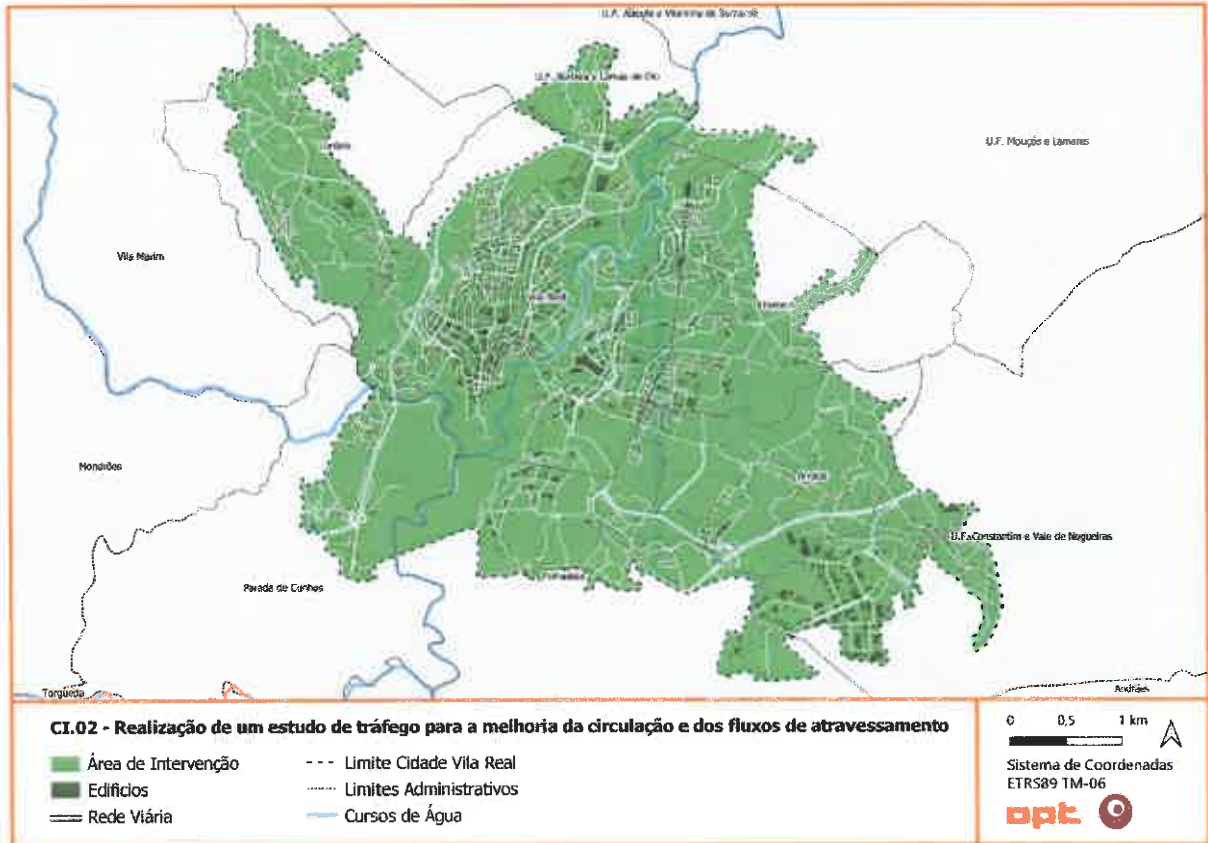 U.F. Mouçós e Lamares
Vila Marim
Mondrões
U.F. Constantim e Vale de Nogueiras
Parada de Cunhos
Torgueda
Andrães
CI.02 - Realização de um estudo de tráfego para a melhoria da circulação e dos fluxos de atravessamento
Área de Intervenção
Edifícios
Rede Viária
Limite Cidade Vila Real
Limites Administrativos
Cursos de Água
0 0,5 1 km
Sistema de Coordenadas
ETRS89 TM-06
opt